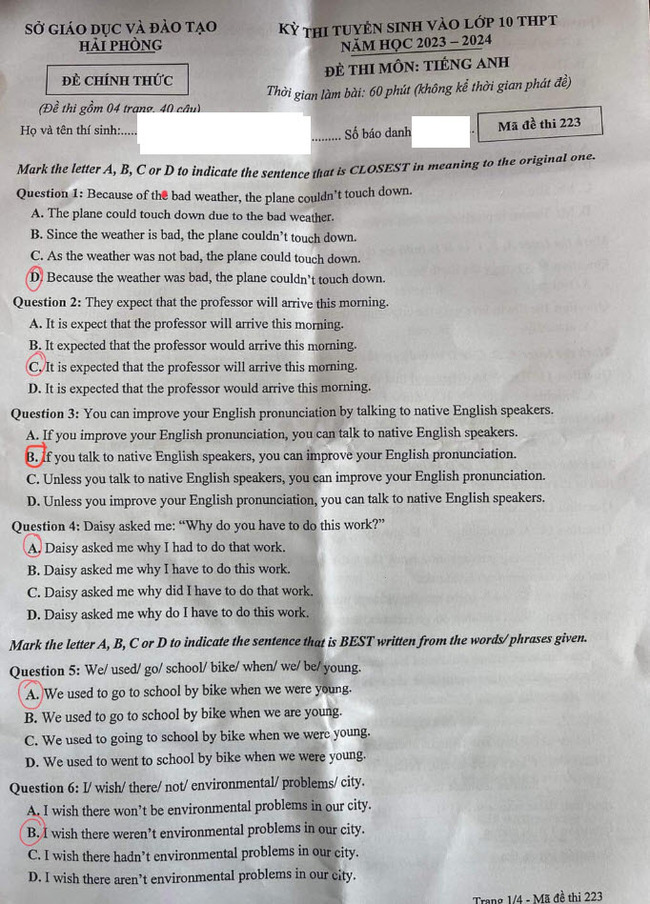 SỞ GIÁO DỤC VÀ ĐÀO TẠO
HẢI PHÒNG
ĐỀ CHÍNH THỨC
(Đề thi gồm 04 trang, 40 câu)
KỲ THI TUYỂN SINH VÀO LỚP 10 THPT
NĂM HỌC 2023 – 2024
ĐỀ THI MÔN: TIẾNG ANH
Thời gian làm bài: 60 phút (không kể thời gian phát đề)
Họ và tên thí sinh:..... ......... Số báo danh .
Mã đề thi 223
Mark the letter A, B, C or D to indicate the sentence that is CLOSEST in meaning to the original one.
Question 1: Because of the bad weather, the plane couldn't touch down.
A. The plane could touch down due to the bad weather.
B. Since the weather is bad, the plane couldn't touch down.
C. As the weather was not bad, the plane could touch down.
D. Because the weather was bad, the plane couldn't touch down.
Question 2: They expect that the professor will arrive this morning.
A. It is expect that the professor will arrive this morning.
B. It expected that the professor would arrive this morning.
C. It is expected that the professor will arrive this morning.
D. It is expected that the professor would arrive this morning.
Question 3: You can improve your English pronunciation by talking to native English speakers.
A. If you improve your English pronunciation, you can talk to native English speakers.
B. If you talk to native English speakers, you can improve your English pronunciation.
C. Unless you talk to native English speakers, you can improve your English pronunciation.
D. Unless you improve your English pronunciation, you can talk to native English speakers.
Question 4: Daisy asked me: "Why do you have to do this work?"
A. Daisy asked me why I had to do that work.
B. Daisy asked me why I have to do this work.
C. Daisy asked me why did I have to do that work.
D. Daisy asked me why do I have to do this work.
Mark the letter A, B, C or D to indicate the sentence that is BEST written from the words/ phrases given.
Question 5: We/ used/ go/ school/ bike/ when/ we/ be/ young.
A. We used to go to school by bike when we were young.
B. We used to go to school by bike when we are young.
C. We used to going to school by bike when we were young.
D. We used to went to school by bike when we were young.
Question 6: I/ wish/ there/ not/ environmental/ problems/ city.
A. I wish there won't be environmental problems in our city.
B. I wish there weren't environmental problems in our city.
C. I wish there hadn't environmental problems in our city.
D. I wish there aren't environmental problems in our city.
Trang 1/4 - Mã đề thi 223